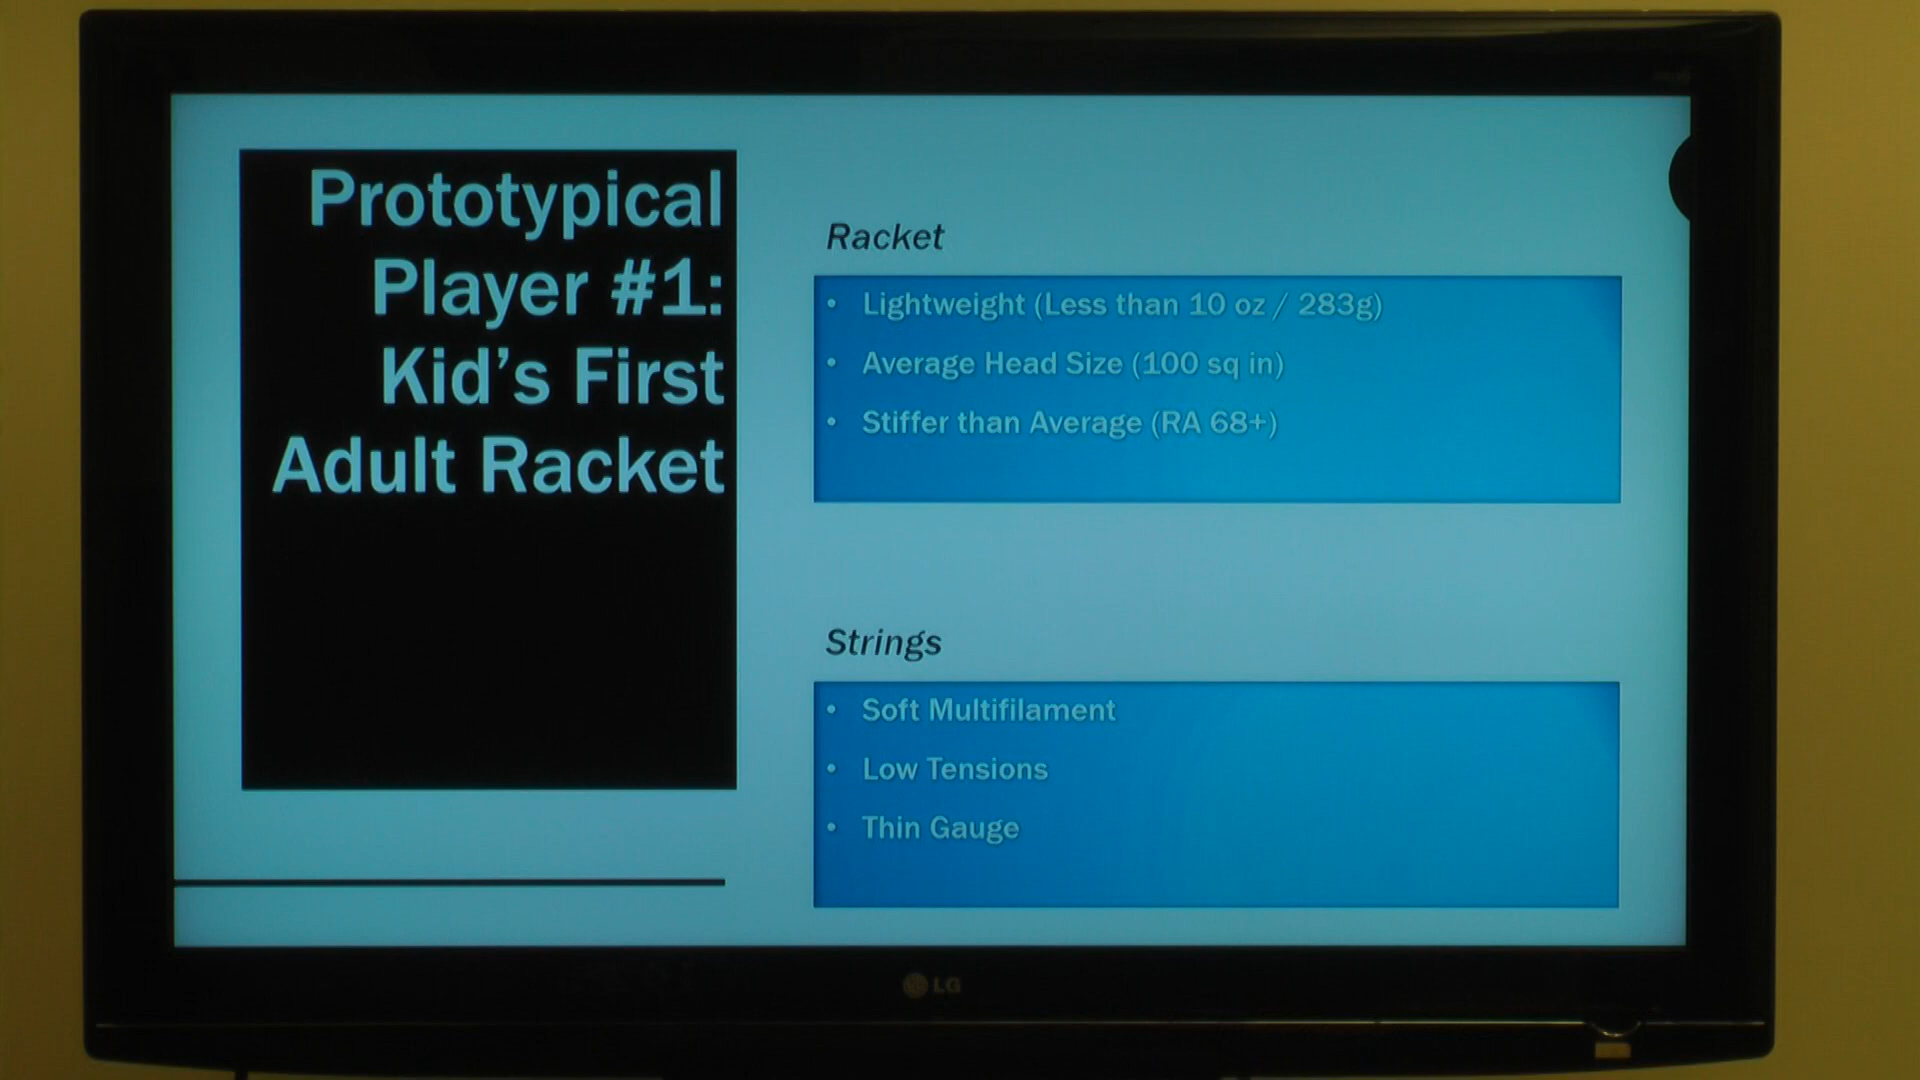 Prototypical
Player #1:
Kid’s First
Adult Racket
Racket
• Lightweight (Less than 10 oz / 283g)
• Average Head Size (100 sq in)
• Stiffer than Average (RA 68+)
Strings
• Soft Multifilament
• Low Tensions
• Thin Gauge
LG